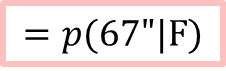 = p(67"|F)